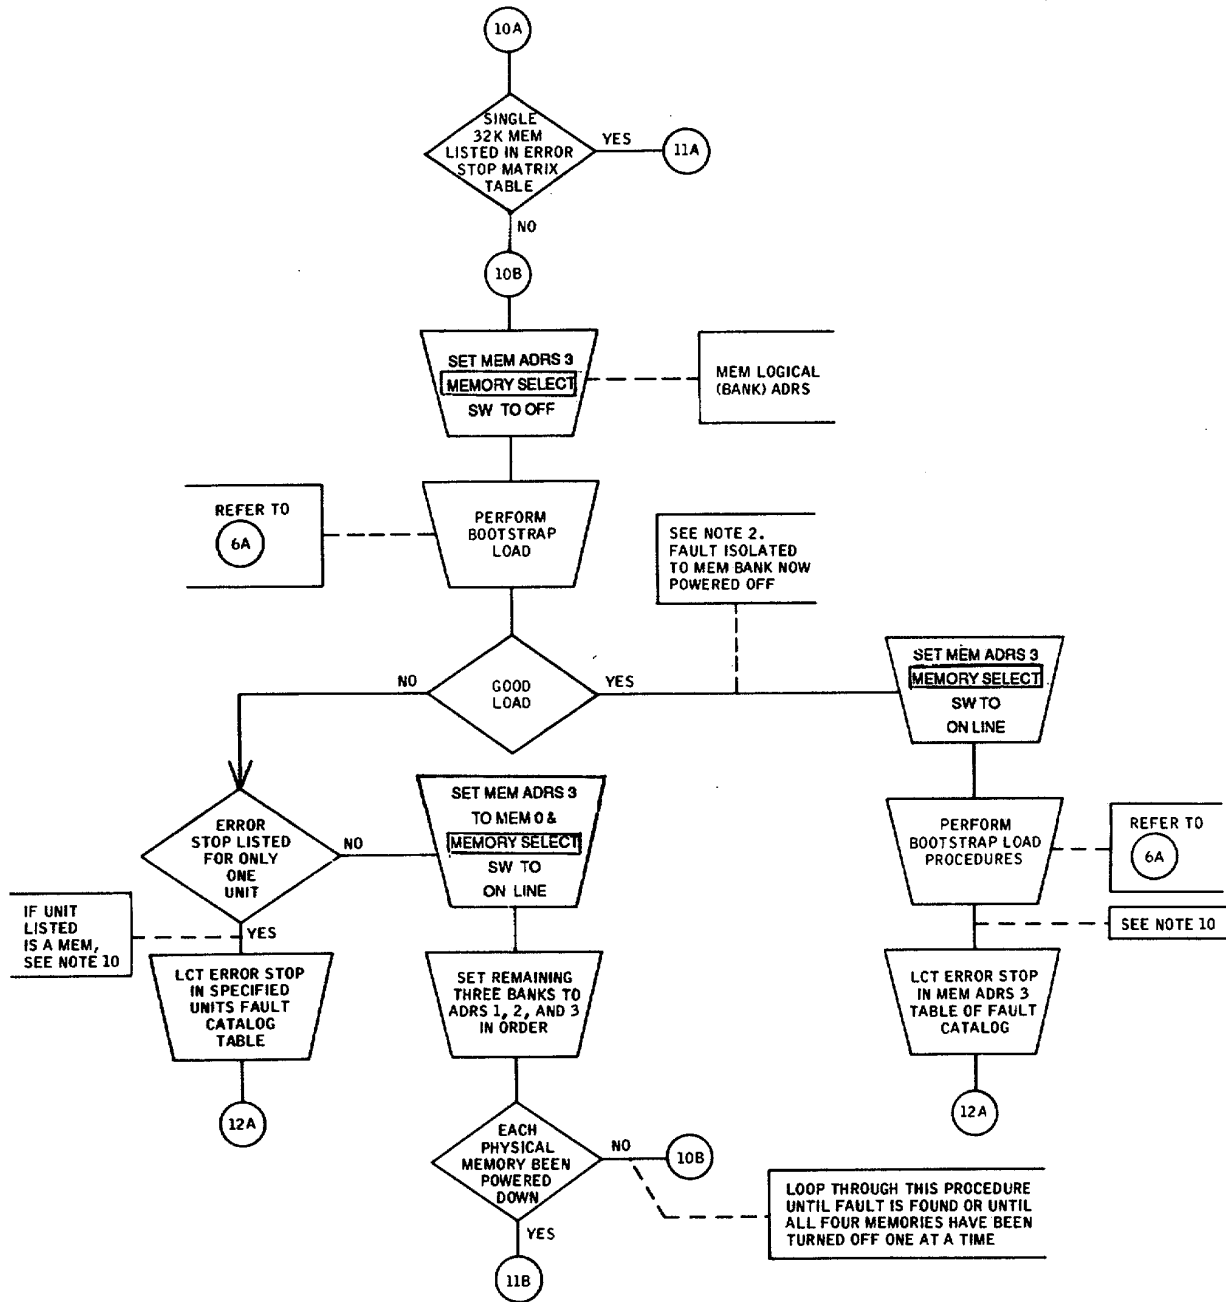 10A
SINGLE
32K MEM
LISTED IN ERROR
STOP MATRIX
TABLE
YES
11A
NO
10B
SET MEM ADRS 3
MEMORY SELECT
SW TO OFF
MEM LOGICAL
(BANK) ADRS
REFER TO
6A
PERFORM
BOOTSTRAP
LOAD
SEE NOTE 2.
FAULT ISOLATED
TO MEM BANK NOW
POWERED OFF
NO
GOOD
LOAD
YES
SET MEM ADRS 3
MEMORY SELECT
SW TO
ON LINE
PERFORM
BOOTSTRAP LOAD
PROCEDURES
REFER TO
6A
SEE NOTE 10
LCT ERROR STOP
IN MEM ADRS 3
TABLE OF FAULT
CATALOG
12A
ERROR
STOP LISTED
FOR ONLY
ONE
UNIT
NO
SET MEM ADRS 3
TO MEM 0 &
MEMORY SELECT
SW TO
ON LINE
IF UNIT
LISTED
IS A MEM,
SEE NOTE 10
YES
LCT ERROR STOP
IN SPECIFIED
UNITS FAULT
CATALOG
TABLE
12A
SET REMAINING
THREE BANKS TO
ADRS 1, 2, AND 3
IN ORDER
EACH
PHYSICAL
MEMORY BEEN
POWERED
DOWN
NO
10B
LOOP THROUGH THIS PROCEDURE
UNTIL FAULT IS FOUND OR UNTIL
ALL FOUR MEMORIES HAVE BEEN
TURNED OFF ONE AT A TIME
YES
11B